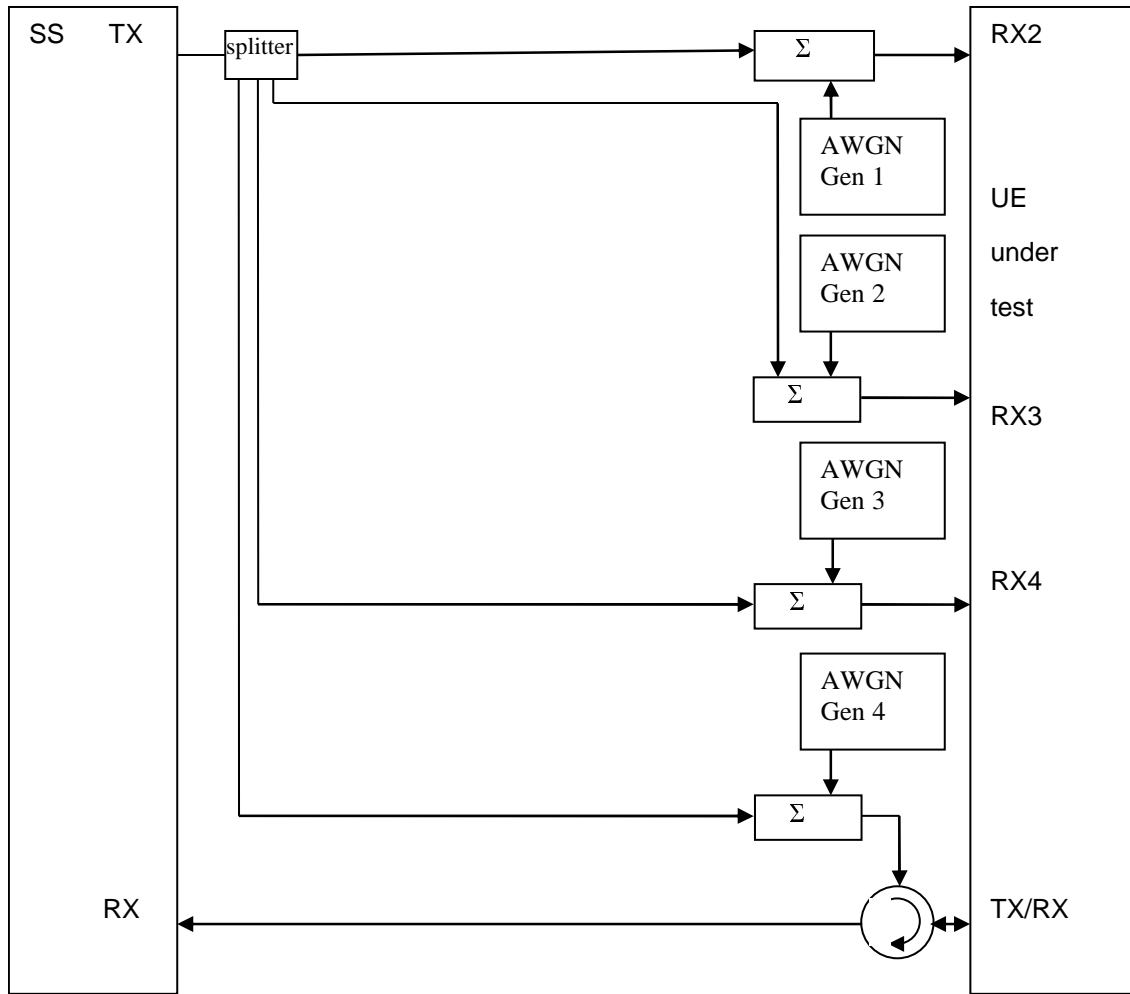 SS TX
splitter
Σ
RX2
AWGN
Gen 1
UE
under
test
AWGN
Gen 2
Σ
RX3
AWGN
Gen 3
Σ
RX4
AWGN
Gen 4
Σ
RX
TX/RX